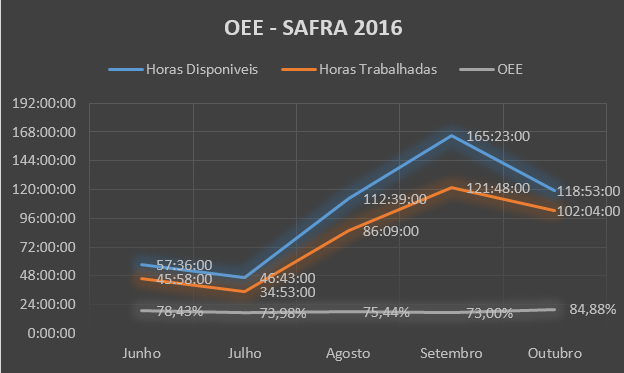 OEE - SAFRA 2016
Horas Disponiveis Horas Trabalhadas OEE
192:00:00
168:00:00
144:00:00
120:00:00
96:00:00
72:00:00
48:00:00
24:00:00
0:00:00
57:36:00 46:43:00 112:39:00 165:23:00 118:53:00
45:58:00 34:53:00 86:09:00 121:48:00 102:04:00
78,43% 73,98% 75,44% 73,00% 84,88%
Junho Julho Agosto Setembro Outubro